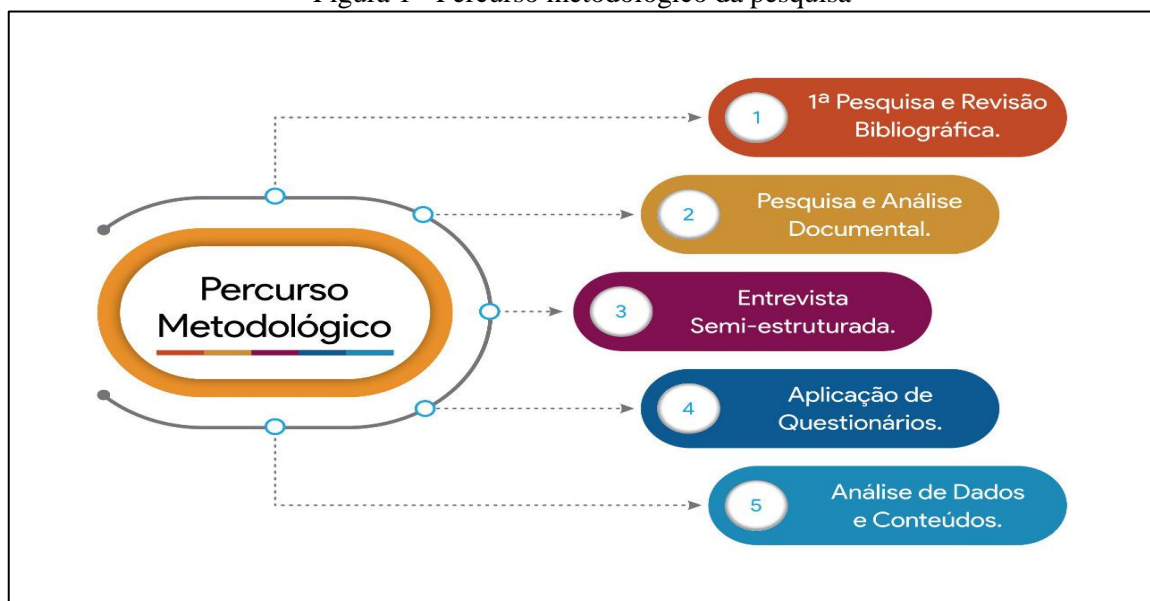 Figura 1 - Percurso metodológico da pesquisa
Percurso
Metodológico
1
1ª Pesquisa e Revisão
Bibliográfica.
2
Pesquisa e Análise
Documental.
3
Entrevista
Semi-estruturada.
4
Aplicação de
Questionários.
5
Análise de Dados
e Conteúdos.